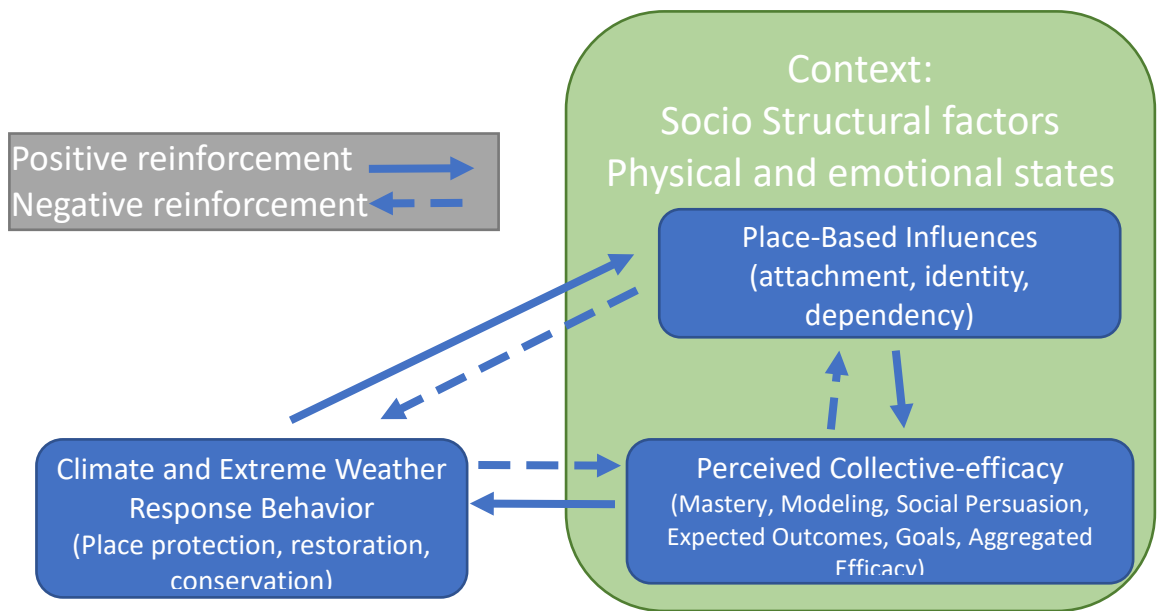 Context:
Socio Structural factors
Physical and emotional states
Positive reinforcement
Negative reinforcement
Place-Based Influences
(attachment, identity,
dependency)
Climate and Extreme Weather
Response Behavior
(Place protection, restoration,
conservation)
Perceived Collective-efficacy
(Mastery, Modeling, Social Persuasion,
Expected Outcomes, Goals, Aggregated
Efficacy)